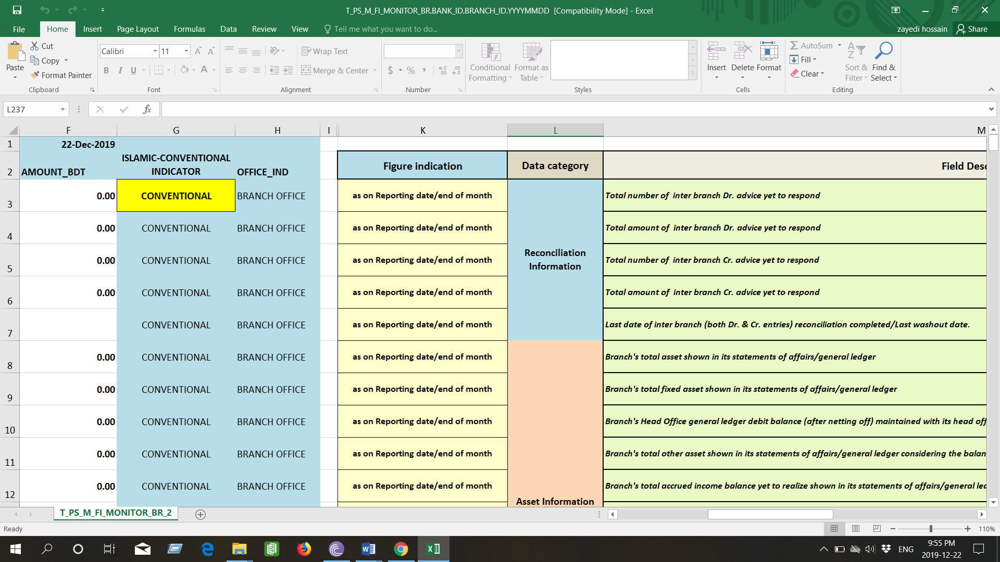 T_PS_M_FI_MONITOR_BR.BANK_ID.BRANCH_ID.YYYYMMDD  [Compatibility Mode] - Excel
File Home Insert Page Layout Formulas Data Review View Tell me what you want to do... zayedi hossain Share
Paste
Cut
Copy
Format Painter
Clipboard
Calibri 11
B I U
Font
Wrap Text
Merge & Center
Alignment
$ % ,
Number
Conditional Formatting
Format as Table
Styles
Insert Delete Format
Cells
AutoSum
Fill
Clear
Sort & Filter
Find & Select
Editing
L237 fx
F G H I K L M
1 22-Dec-2019
2 AMOUNT_BDT ISLAMIC-CONVENTIONAL INDICATOR OFFICE_IND Figure indication Data category Field Desc
3 0.00 CONVENTIONAL BRANCH OFFICE as on Reporting date/end of month Total number of  inter branch Dr. advice yet to respond
4 0.00 CONVENTIONAL BRANCH OFFICE as on Reporting date/end of month Total amount of  inter branch Dr. advice yet to respond
Reconciliation Information
5 0.00 CONVENTIONAL BRANCH OFFICE as on Reporting date/end of month Total number of  inter branch Cr. advice yet to respond
6 0.00 CONVENTIONAL BRANCH OFFICE as on Reporting date/end of month Total amount of  inter branch Cr. advice yet to respond
7 CONVENTIONAL BRANCH OFFICE as on Reporting date/end of month Last date of inter branch (both Dr. & Cr. entries) reconciliation completed/Last washout date.
8 0.00 CONVENTIONAL BRANCH OFFICE as on Reporting date/end of month Branch's total asset shown in its statements of affairs/general ledger
9 0.00 CONVENTIONAL BRANCH OFFICE as on Reporting date/end of month Branch's total fixed asset shown in its statements of affairs/general ledger
10 0.00 CONVENTIONAL BRANCH OFFICE as on Reporting date/end of month Branch's Head Office general ledger debit balance (after netting off) maintained with its head off
11 0.00 CONVENTIONAL BRANCH OFFICE as on Reporting date/end of month Branch's total other asset shown in its statements of affairs/general ledger considering the balan
12 0.00 CONVENTIONAL BRANCH OFFICE as on Reporting date/end of month Branch's total accrued income balance yet to realize shown in its statements of affairs/general led
Asset Information
T_PS_M_FI_MONITOR_BR_2
Ready 110%
ENG 9:55 PM
2019-12-22